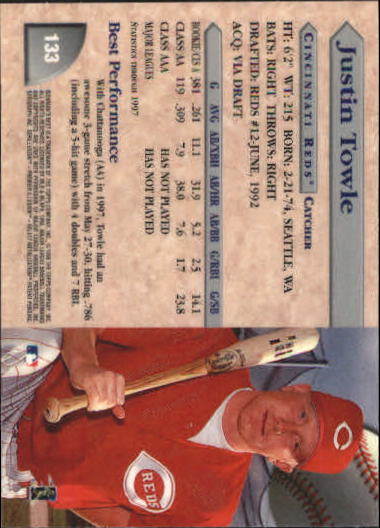 Justin Towle
CINCINNATI REDS® CATCHER
HT: 6'2" WT: 215 BORN: 2-21-74, SEATTLE, WA
BATS: RIGHT THROWS: RIGHT
DRAFTED: REDS #12-JUNE, 1992
ACQ: VIA DRAFT
G AVG AB/XBH AB/HR AB/BB G/RBI G/SB
ROOKIE/CLS A 381 .261 11.1 31.9 5.2 2.5 14.1
CLASS AA 119 .309 7.9 38.0 7.6 1.7 23.8
CLASS AAA HAS NOT PLAYED
MAJOR LEAGUES HAS NOT PLAYED
STATISTICS THROUGH 1997
Best Performance
With Chattanooga (AA) in 1997, Towle had an
awesome 3-game stretch from May 27-30, hitting .786
(including a 5-hit game) with 4 doubles and 7 RBI.
133
REDS